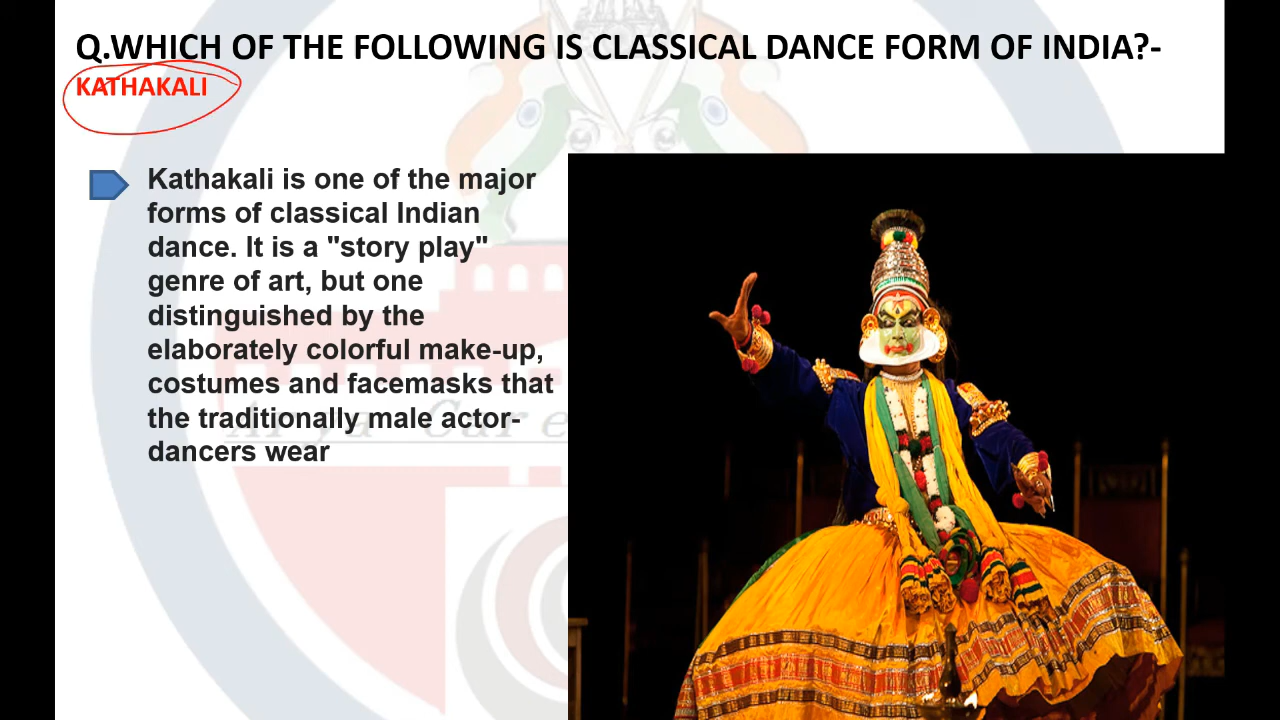 Q.WHICH OF THE FOLLOWING IS CLASSICAL DANCE FORM OF INDIA?-
KATHAKALI
Kathakali is one of the major
forms of classical Indian
dance. It is a "story play"
genre of art, but one
distinguished by the
elaborately colorful make-up,
costumes and facemasks that
the traditionally male actor-
dancers wear